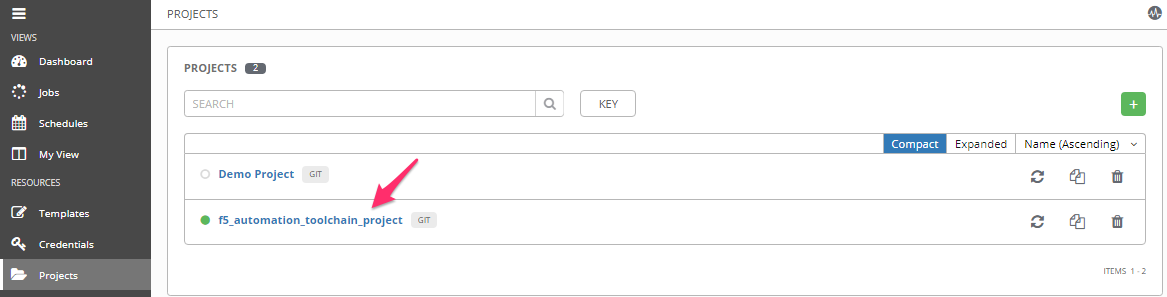 PROJECTS
VIEWS
Dashboard
Jobs
Schedules
My View
RESOURCES
Templates
Credentials
Projects
PROJECTS 2
SEARCH
KEY
+
Compact Expanded Name (Ascending)
Demo Project GIT
f5_automation_toolchain_project GIT
ITEMS 1 - 2